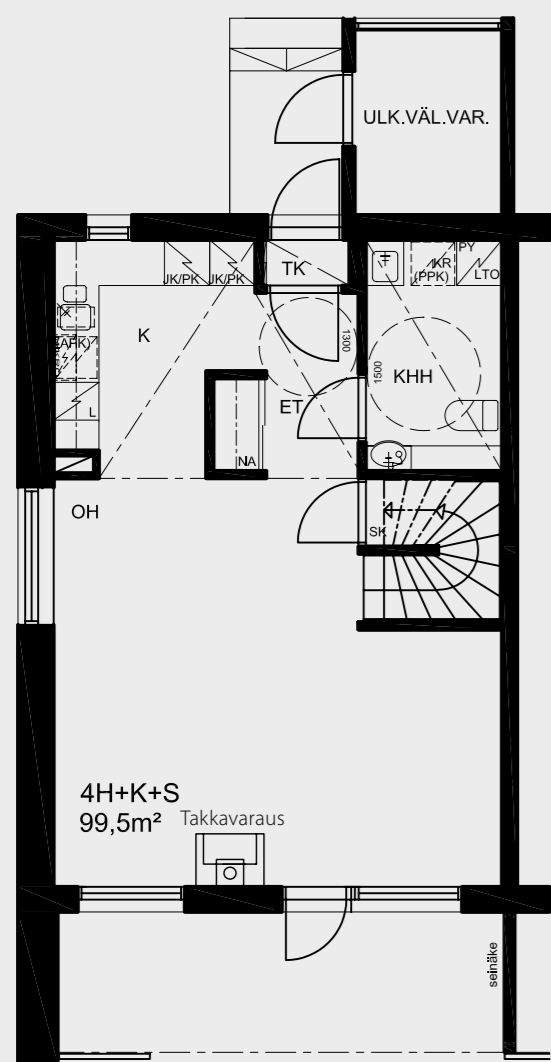 ULK.VÄL.VAR.
TK
JK/PK
JK/PK
KR
(PPK)
PY
LTO
K
(APK)
1300
1500
KHH
ET
L
NA
OH
SK
4H+K+S
99,5m²
Takkavaraus
seinäke